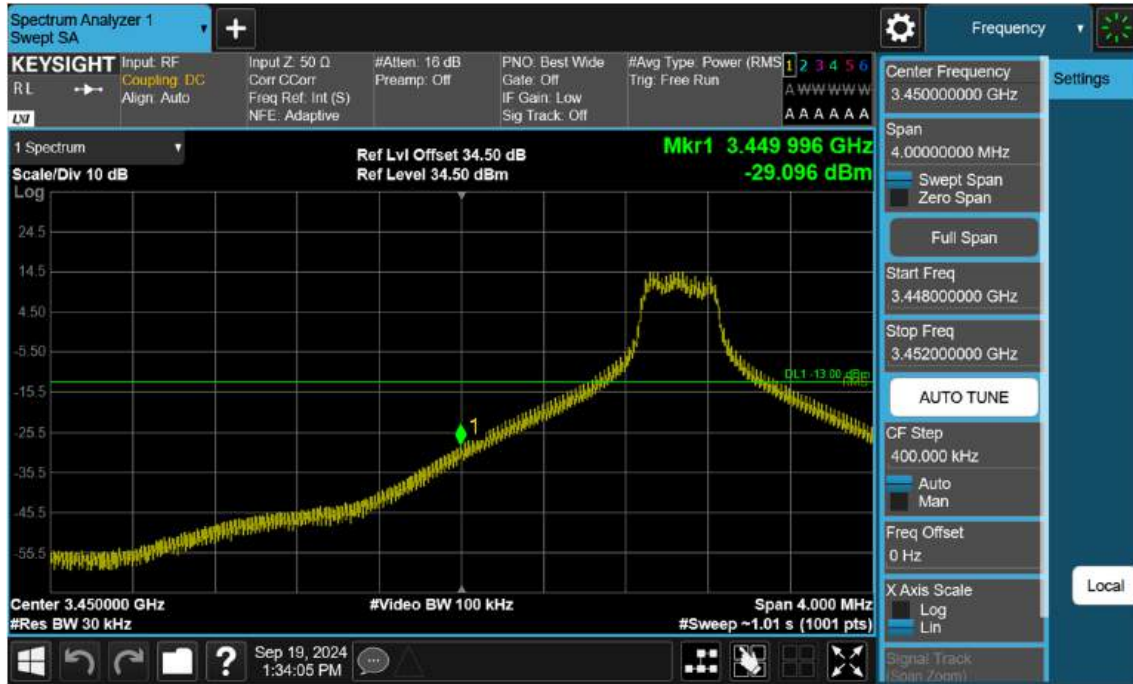 Spectrum Analyzer 1
Swept SA
Frequency
KEYSIGHT
R L
LXI
Input: RF
Coupling: DC
Align: Auto
Input Z: 50 Ω
Corr CCorr
Freq Ref: Int (S)
NFE: Adaptive
#Atten: 16 dB
Preamp: Off
PNO: Best Wide
Gate: Off
IF Gain: Low
Sig Track: Off
#Avg Type: Power (RMS
Trig: Free Run
1 2 3 4 5 6
A W W W W W
A A A A A A
1 Spectrum
Scale/Div 10 dB
Ref Lvl Offset 34.50 dB
Ref Level 34.50 dBm
Mkr1 3.449 996 GHz
-29.096 dBm
Log
24.5
14.5
4.50
-5.50
-15.5
-25.5
-35.5
-45.5
-55.5
DL1 -13.00 dBm
1
Center 3.450000 GHz
#Res BW 30 kHz
#Video BW 100 kHz
Span 4.000 MHz
#Sweep ~1.01 s (1001 pts)
Center Frequency
3.450000000 GHz
Settings
Span
4.00000000 MHz
Swept Span
Zero Span
Full Span
Start Freq
3.448000000 GHz
Stop Freq
3.452000000 GHz
AUTO TUNE
CF Step
400.000 kHz
Auto
Man
Freq Offset
0 Hz
X Axis Scale
Log
Lin
Local
Signal Track
(Span Zoom)
?
Sep 19, 2024
1:34:05 PM